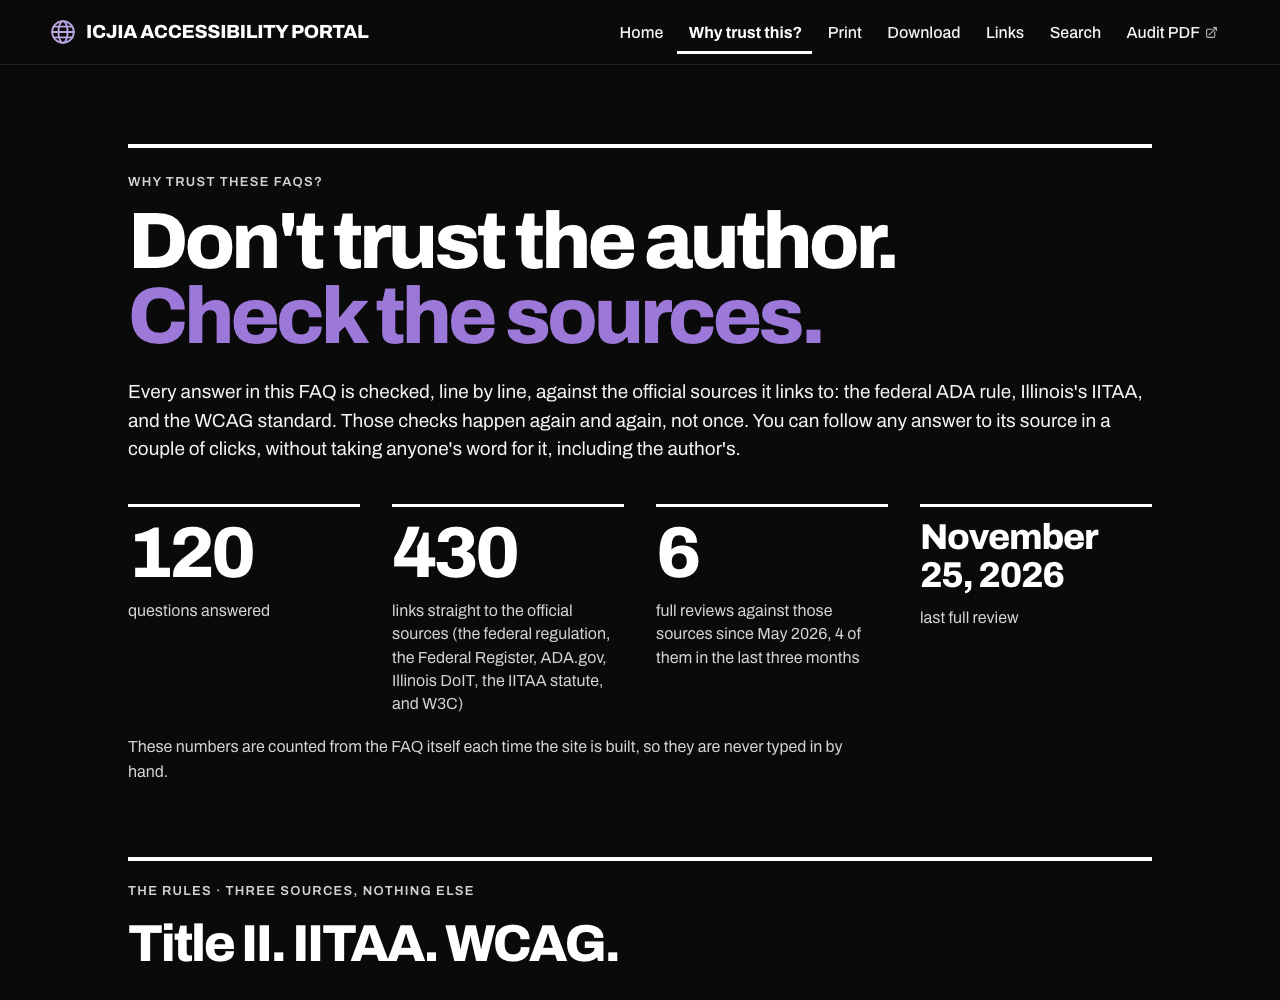 ICJIA ACCESSIBILITY PORTAL
Home
Why trust this?
Print
Download
Links
Search
Audit PDF
WHY TRUST THESE FAQS?
Don't trust the author.
Check the sources.
Every answer in this FAQ is checked, line by line, against the official sources it links to: the federal ADA rule, Illinois's IITAA,
and the WCAG standard. Those checks happen again and again, not once. You can follow any answer to its source in a
couple of clicks, without taking anyone's word for it, including the author's.
120
questions answered
430
links straight to the official
sources (the federal regulation,
the Federal Register, ADA.gov,
Illinois DoIT, the IITAA statute,
and W3C)
6
full reviews against those
sources since May 2026, 4 of
them in the last three months
November
25, 2026
last full review
These numbers are counted from the FAQ itself each time the site is built, so they are never typed in by
hand.
THE RULES · THREE SOURCES, NOTHING ELSE
Title II. IITAA. WCAG.